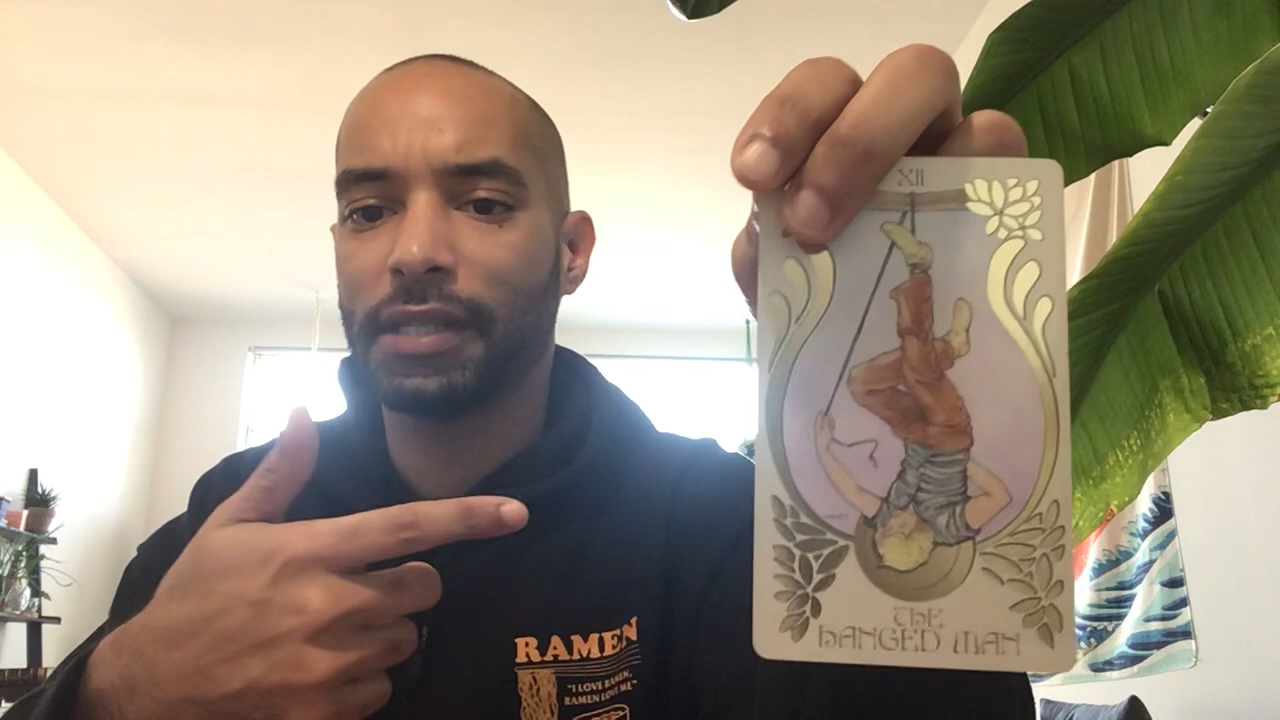 XII
THE
HANGED MAN
RAMEN
"I LOVE RAMEN,
RAMEN LOVE ME"